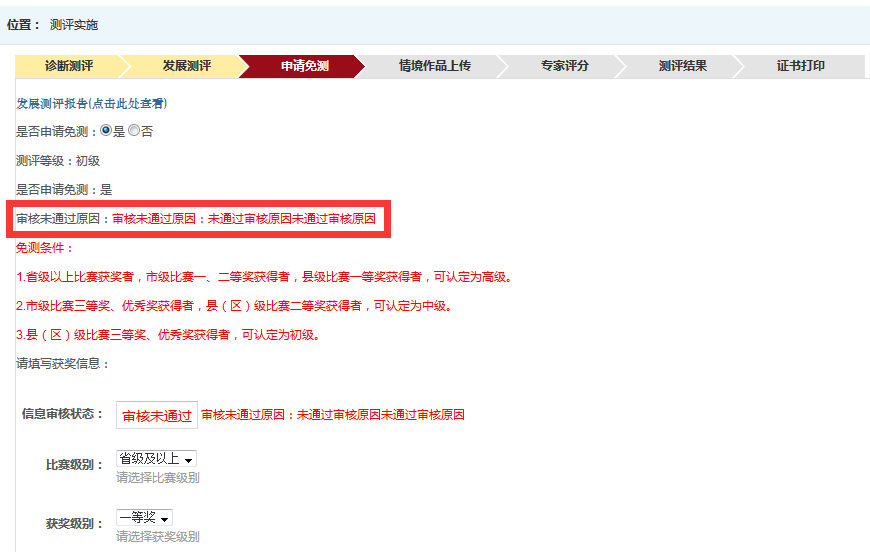 位置： 测评实施
诊断测评 发展测评 申请免测 情境作品上传 专家评分 测评结果 证书打印
发展测评报告(点击此处查看)
是否申请免测：是 否
测评等级：初级
是否申请免测：是
审核未通过原因：审核未通过原因：未通过审核原因未通过审核原因
免测条件：
1.省级以上比赛获奖者，市级比赛一、二等奖获得者，县级比赛一等奖获得者，可认定为高级。
2.市级比赛三等奖、优秀奖获得者，县（区）级比赛二等奖获得者，可认定为中级。
3.县（区）级比赛三等奖、优秀奖获得者，可认定为初级。
请填写获奖信息：
信息审核状态： 审核未通过 审核未通过原因：未通过审核原因未通过审核原因
比赛级别： 省级及以上
请选择比赛级别
获奖级别： 一等奖
请选择获奖级别